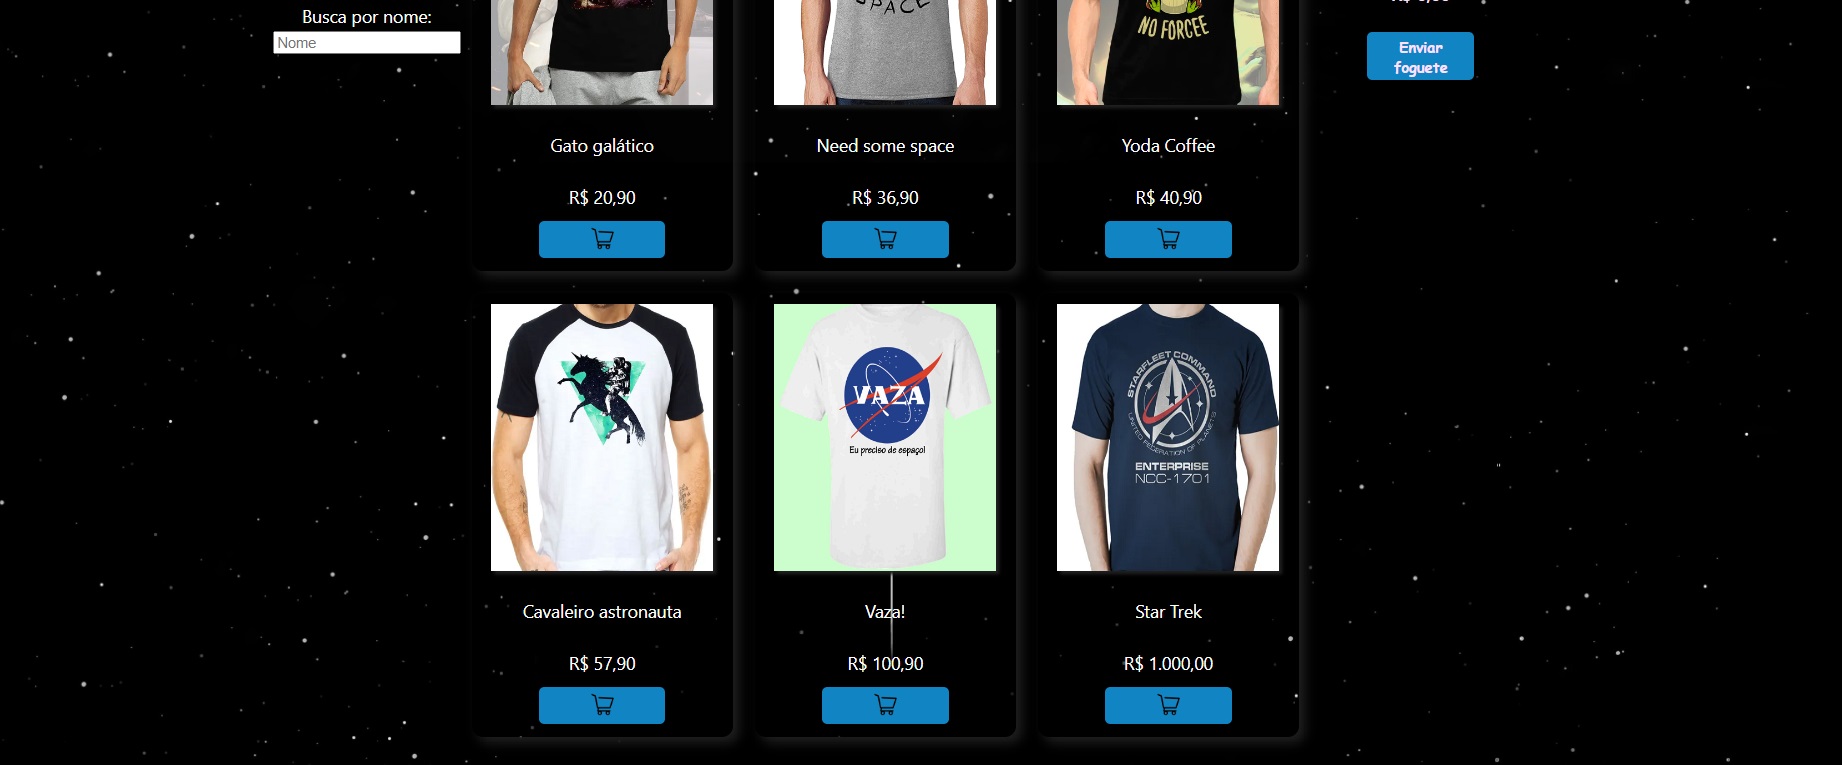 Busca por nome:
Nome
SPACE
NO FORCEE
Enviar
foguete
Gato galático
Need some space
Yoda Coffee
R$ 20,90
R$ 36,90
R$ 40,90
VAZA
Eu preciso de espaço!
STARFLEET COMMAND
UNITED FEDERATION OF PLANETS
ENTERPRISE
NCC-1701
Cavaleiro astronauta
Vaza!
Star Trek
R$ 57,90
R$ 100,90
R$ 1.000,00